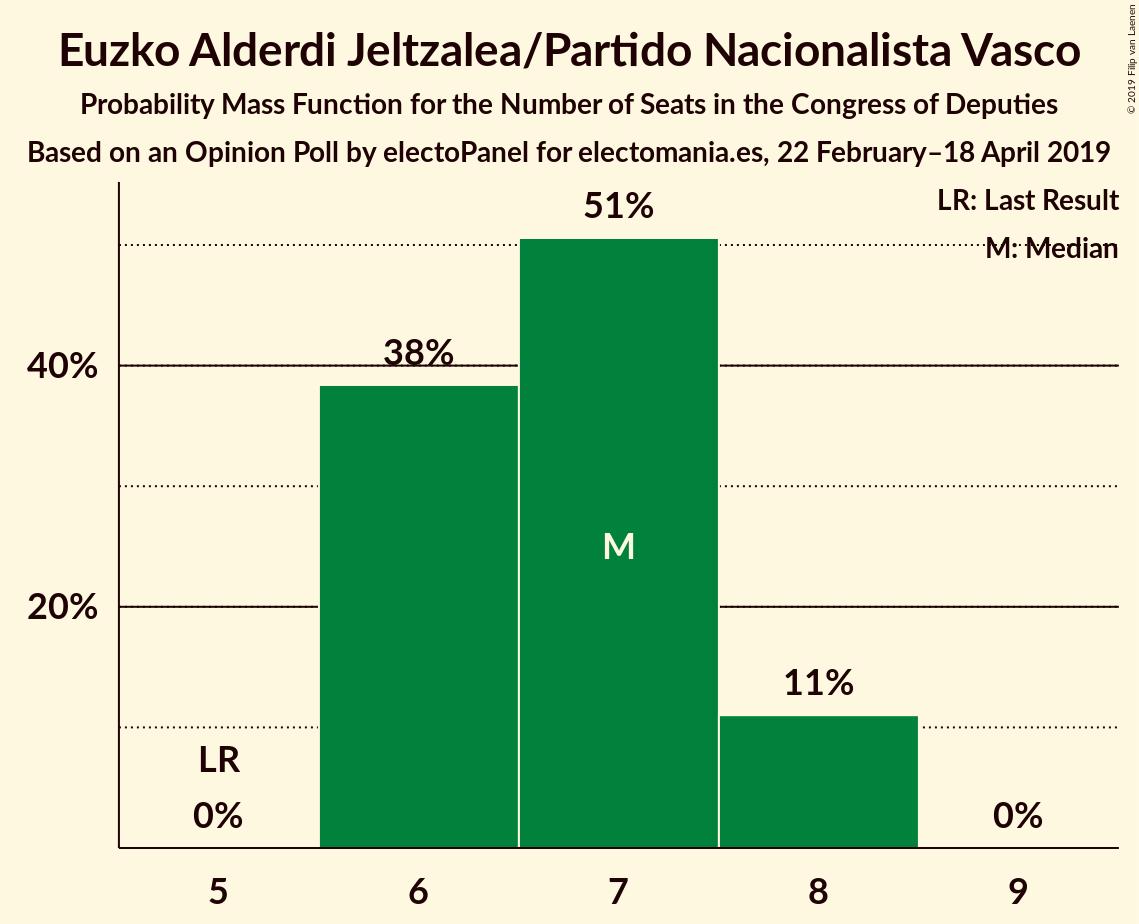 Euzko Alderdi Jeltzalea/Partido Nacionalista Vasco
Probability Mass Function for the Number of Seats in the Congress of Deputies
Based on an Opinion Poll by electoPanel for electomania.es, 22 February–18 April 2019
© 2019 Filip van Laenen
LR: Last Result
M: Median
51%
38%
40%
M
20%
11%
LR
0%
0%
5 6 7 8 9